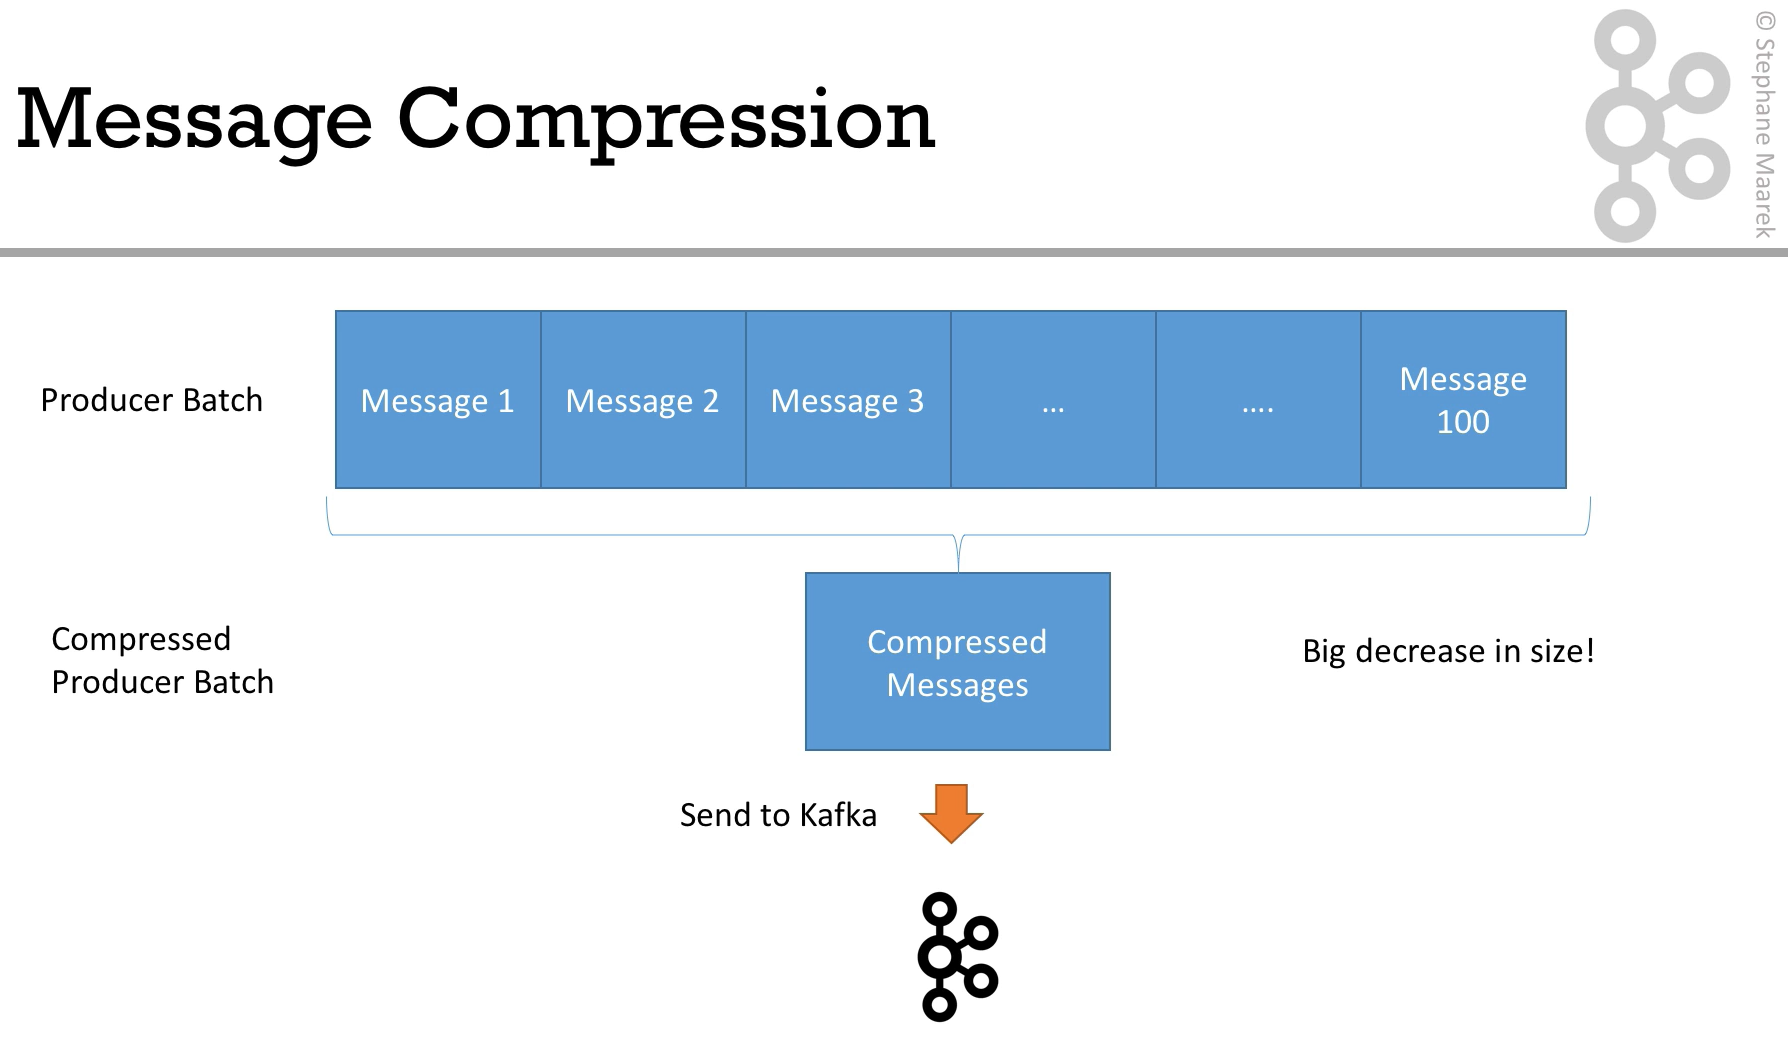 Message Compression
© Stephane Maarek
Producer Batch
Message 1
Message 2
Message 3
...
....
Message
100
Compressed
Producer Batch
Compressed
Messages
Big decrease in size!
Send to Kafka